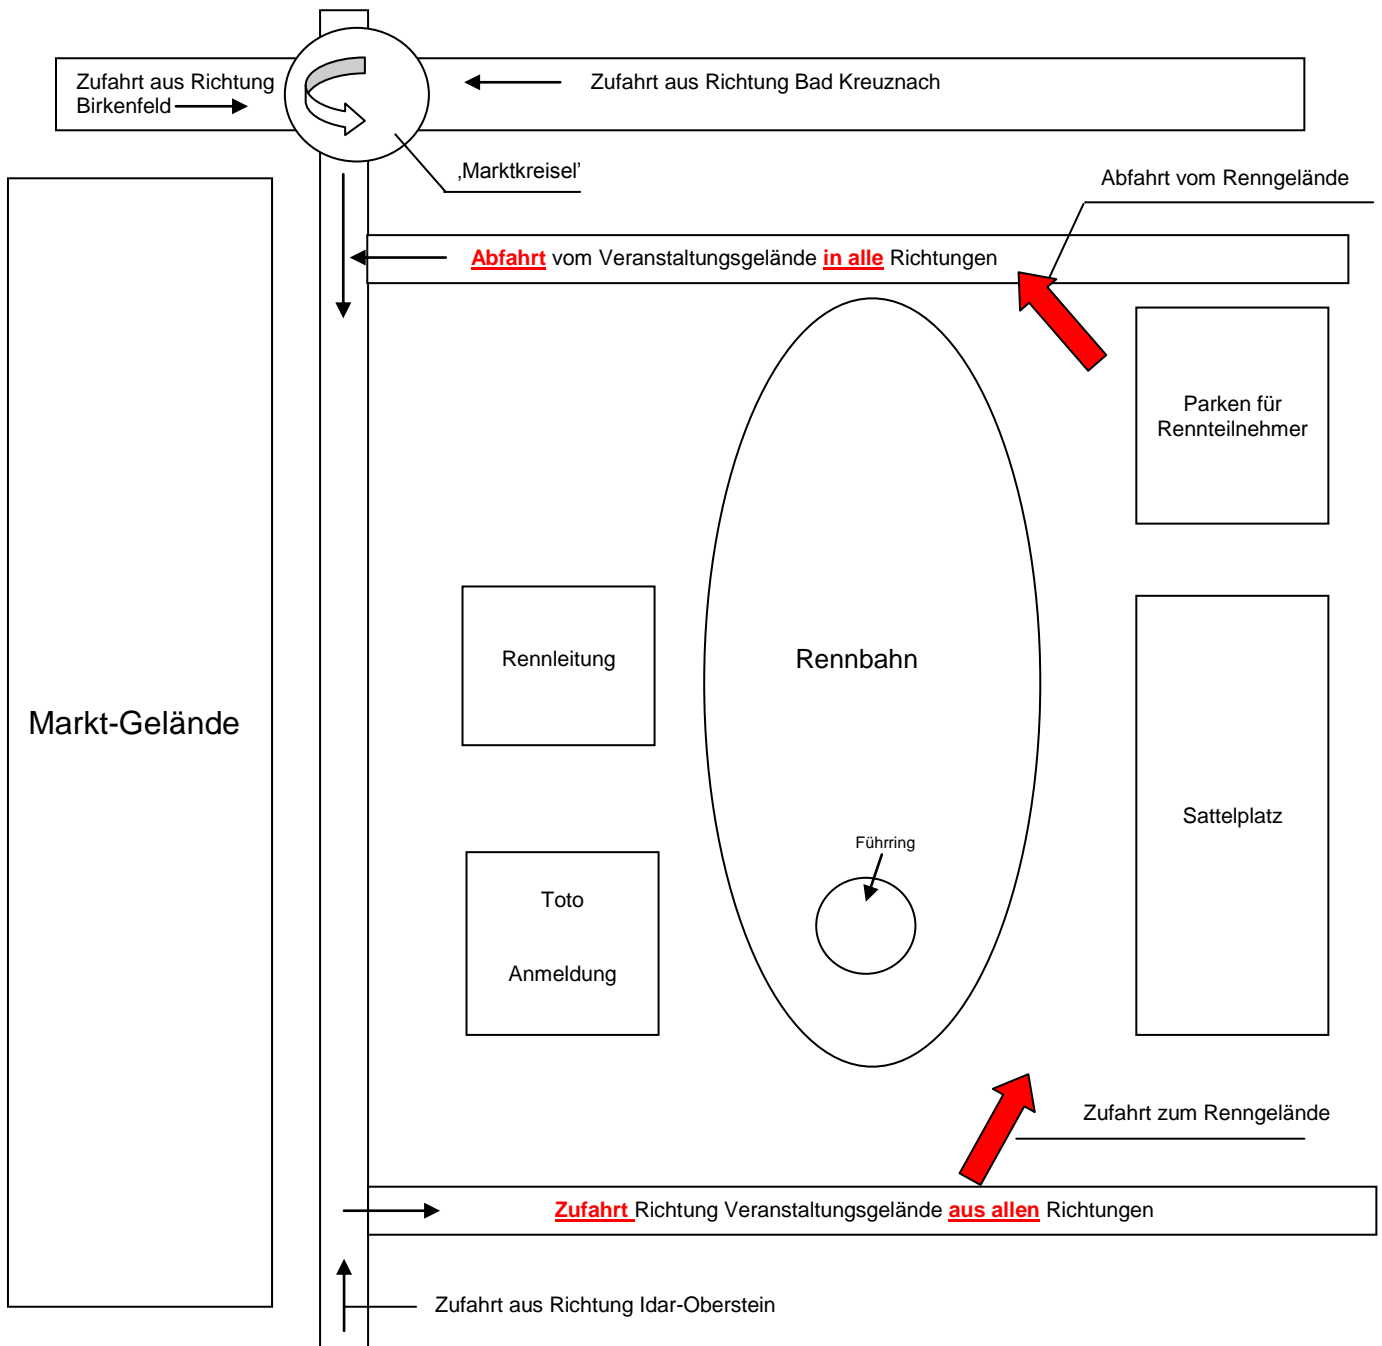 Zufahrt aus Richtung
Birkenfeld
Zufahrt aus Richtung Bad Kreuznach
‚Marktkreisel’
Abfahrt vom Renngelände
Abfahrt vom Veranstaltungsgelände in alle Richtungen
Parken für
Rennteilnehmer
Rennleitung
Rennbahn
Markt-Gelände
Sattelplatz
Führring
Toto
Anmeldung
Zufahrt zum Renngelände
Zufahrt Richtung Veranstaltungsgelände aus allen Richtungen
Zufahrt aus Richtung Idar-Oberstein